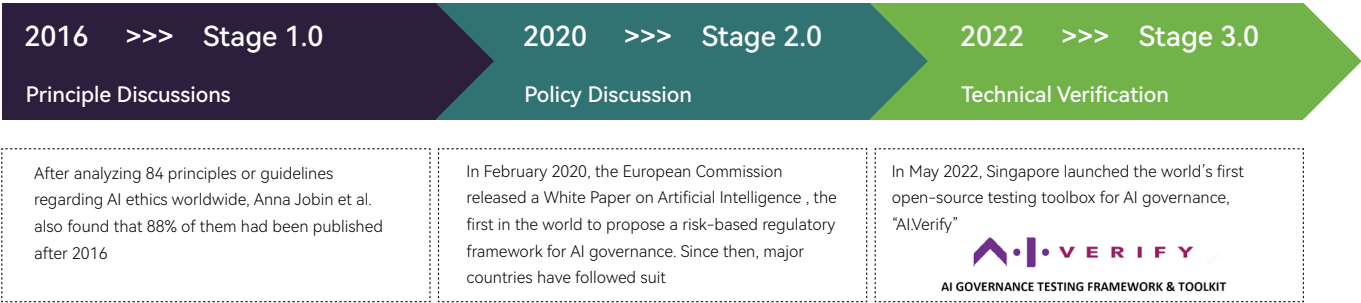 2016 >>> Stage 1.0
Principle Discussions
2020 >>> Stage 2.0
Policy Discussion
2022 >>> Stage 3.0
Technical Verification
After analyzing 84 principles or guidelines
regarding AI ethics worldwide, Anna Jobin et al.
also found that 88% of them had been published
after 2016
In February 2020, the European Commission
released a White Paper on Artificial Intelligence , the
first in the world to propose a risk-based regulatory
framework for AI governance. Since then, major
countries have followed suit
In May 2022, Singapore launched the world's first
open-source testing toolbox for AI governance,
“AI.Verify”
A·I·VERIFY
AI GOVERNANCE TESTING FRAMEWORK & TOOLKIT